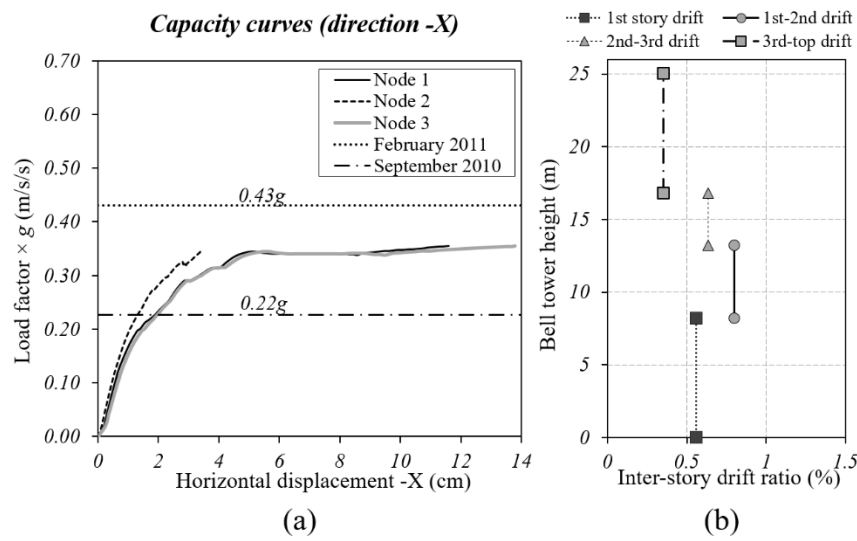 Capacity curves (direction -X)
0.70
0.60
0.50
0.40
0.30
0.20
0.10
0.00
Load factor × g (m/s/s)
Node 1
Node 2
Node 3
February 2011
September 2010
0.43g
0.22g
0 2 4 6 8 10 12 14
Horizontal displacement -X (cm)
(a)
1st story drift 1st-2nd drift
2nd-3rd drift 3rd-top drift
25
20
15
10
5
0
Bell tower height (m)
0 0.5 1 1.5
Inter-story drift ratio (%)
(b)